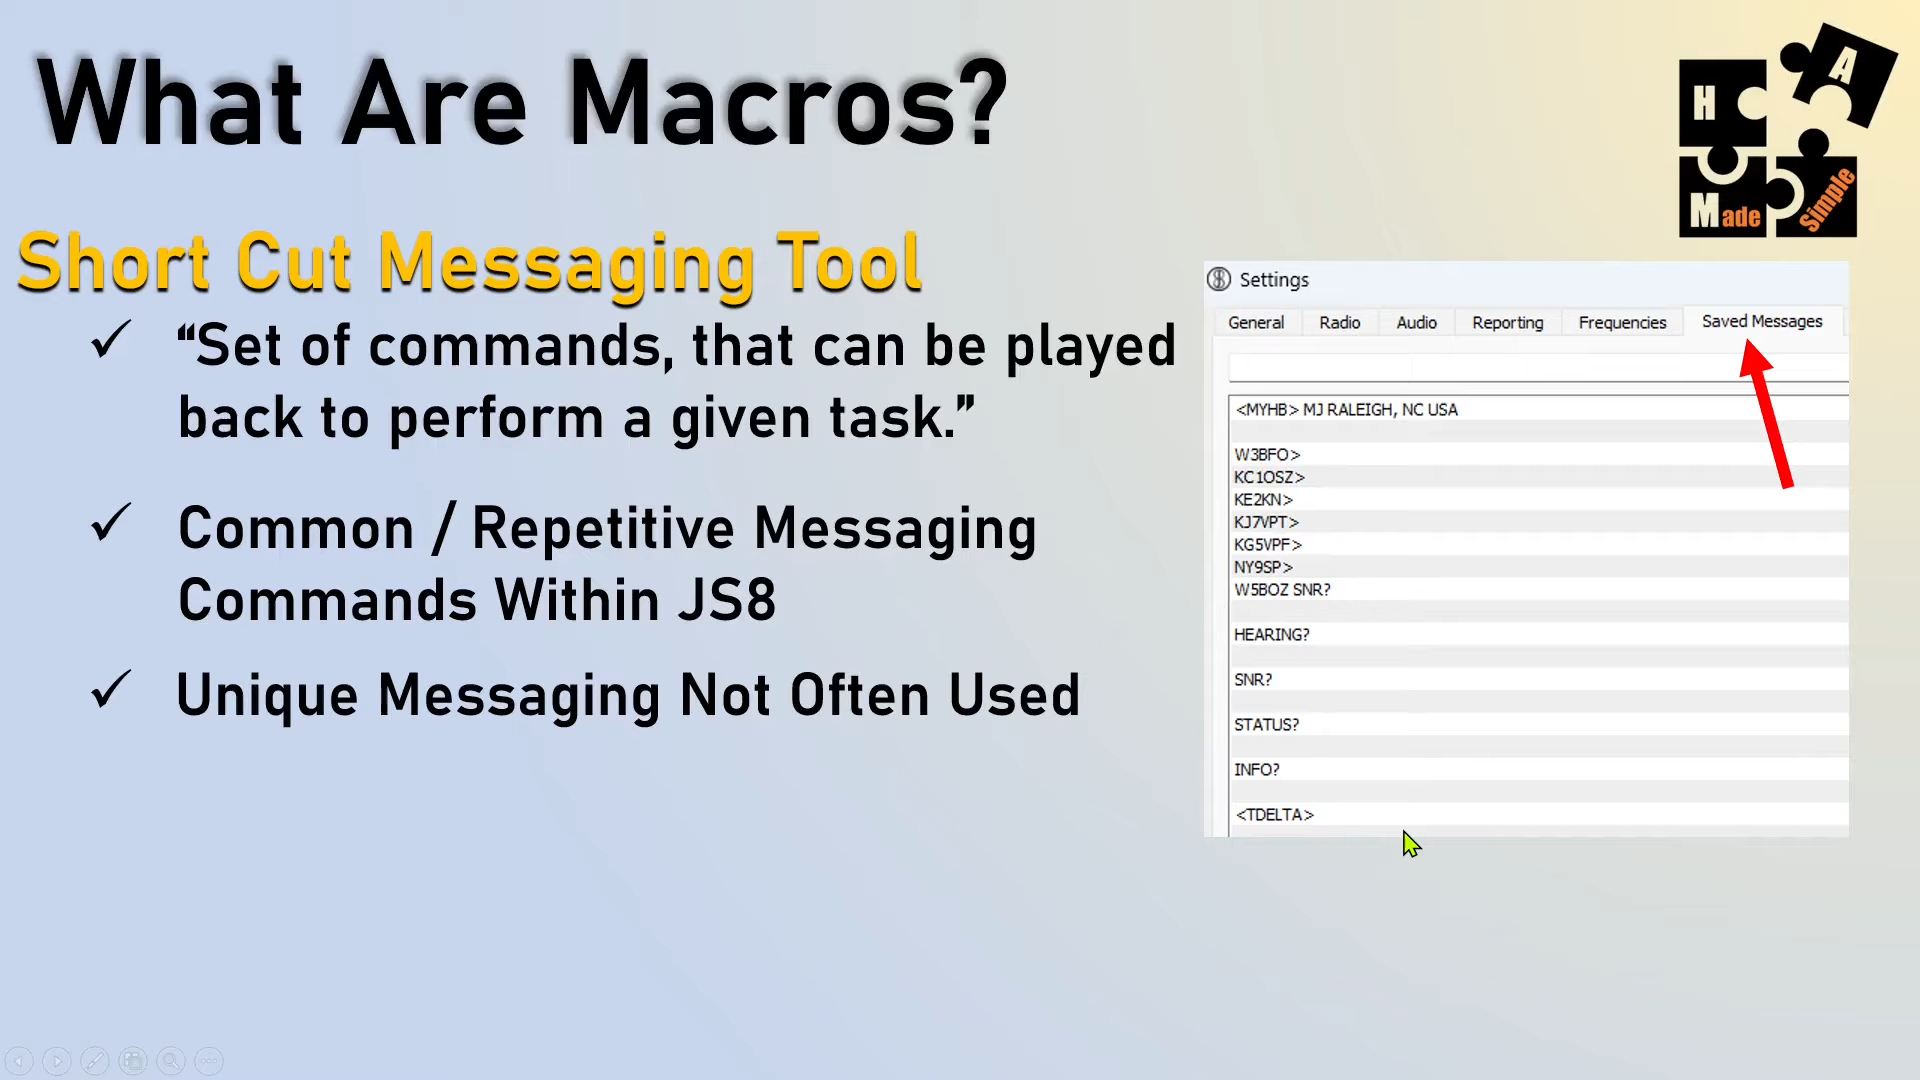 What Are Macros?
H A
Made Simple
Short Cut Messaging Tool
✓ “Set of commands, that can be played
back to perform a given task.”
✓ Common / Repetitive Messaging
Commands Within JS8
✓ Unique Messaging Not Often Used
Settings
General Radio Audio Reporting Frequencies Saved Messages
<MYHB> MJ RALEIGH, NC USA
W3BFO>
KC1OSZ>
KE2KN>
KJ7VPT>
KG5VPF>
NY9SP>
W5BOZ SNR?
HEARING?
SNR?
STATUS?
INFO?
<TDELTA>